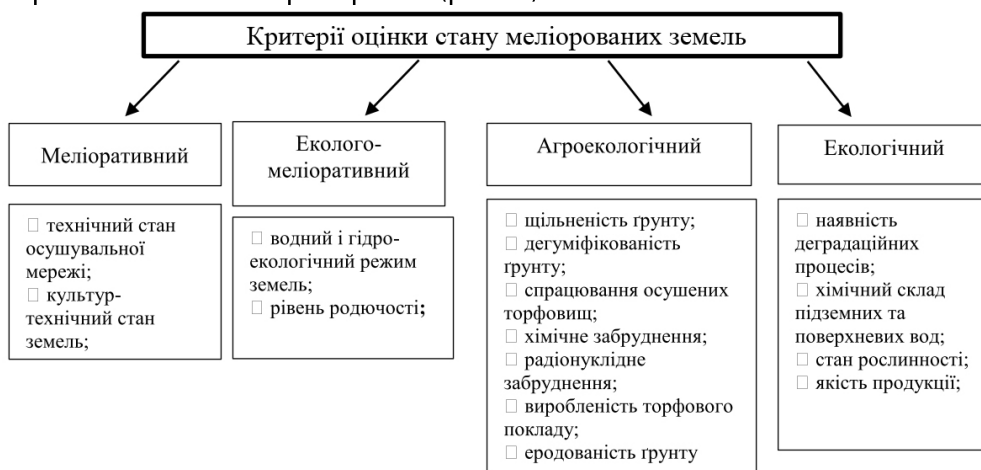 Критерії оцінки стану меліорованих земель
Меліоративний
□ технічний стан
осушувальної
мережі;
□ культур-
технічний стан
земель;
Еколого-
меліоративний
□ водний і гідро-
екологічний режим
земель;
□ рівень родючості;
Агроекологічний
□ щільненість ґрунту;
□ дегуміфікованість
ґрунту;
□ спрацювання осушених
торфовищ;
□ хімічне забруднення;
□ радіонуклідне
забруднення;
□ виробленість торфового
покладу;
□ еродованість ґрунту
Екологічний
□ наявність
деградаційних
процесів;
□ хімічний склад
підземних та
поверхневих вод;
□ стан рослинності;
□ якість продукції;